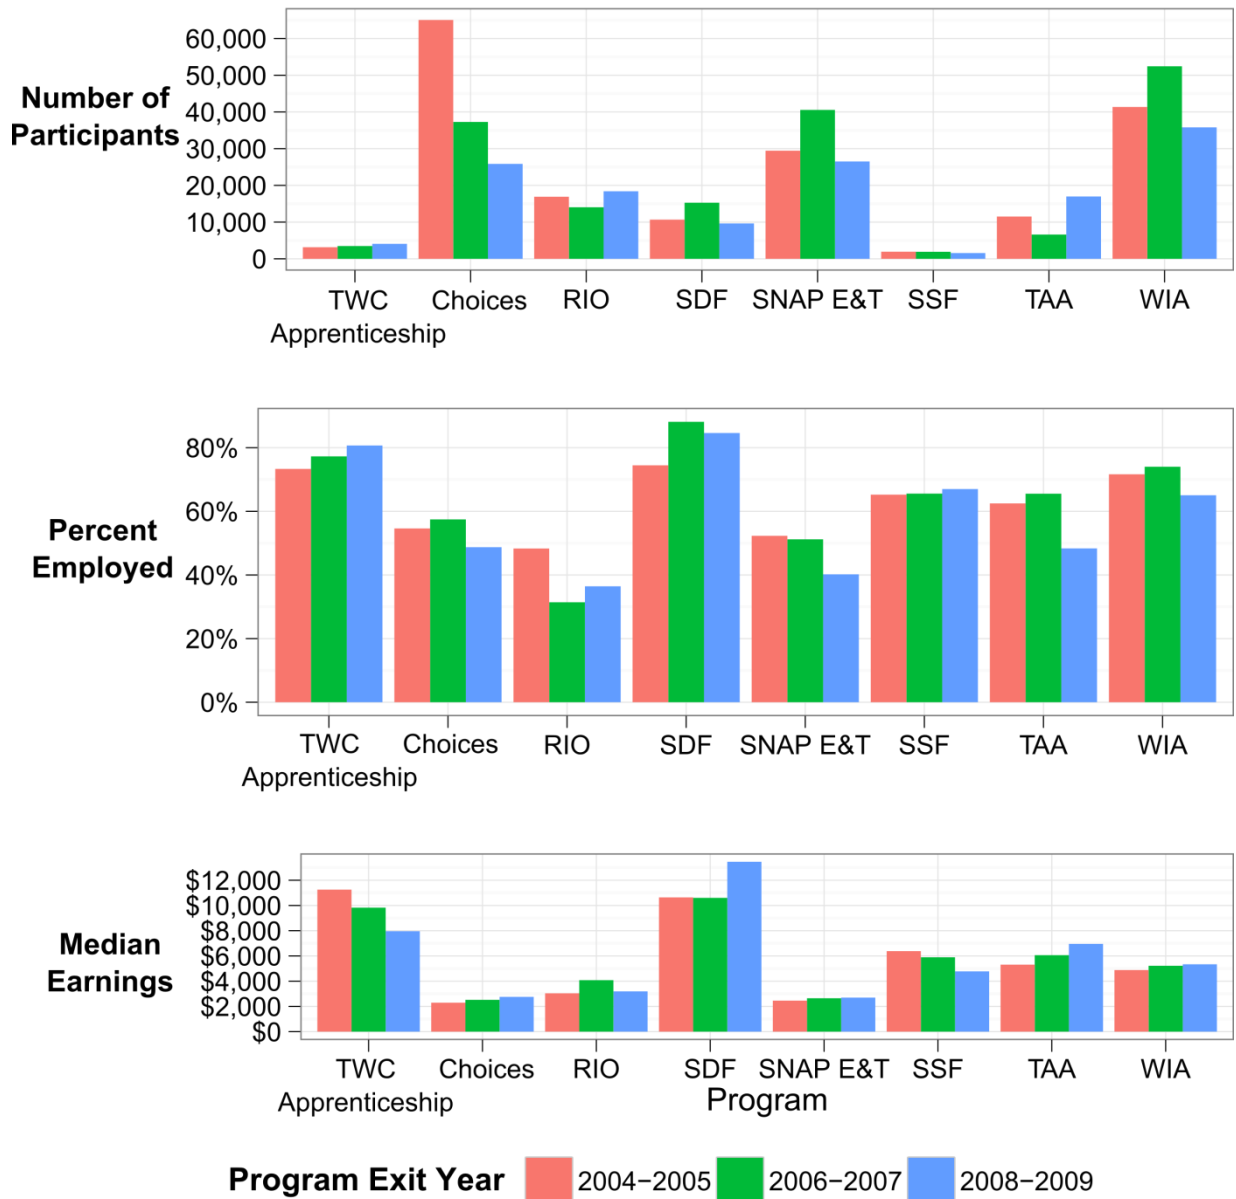 Number of
Participants
60,000
50,000
40,000
30,000
20,000
10,000
0
TWC
Apprenticeship
Choices
RIO
SDF
SNAP E&T
SSF
TAA
WIA
Percent
Employed
80%
60%
40%
20%
0%
TWC
Apprenticeship
Choices
RIO
SDF
SNAP E&T
SSF
TAA
WIA
Median
Earnings
$12,000
$10,000
$8,000
$6,000
$4,000
$2,000
$0
TWC
Apprenticeship
Choices
RIO
SDF
SNAP E&T
SSF
TAA
WIA
Program
Program Exit Year 2004−2005 2006−2007 2008−2009